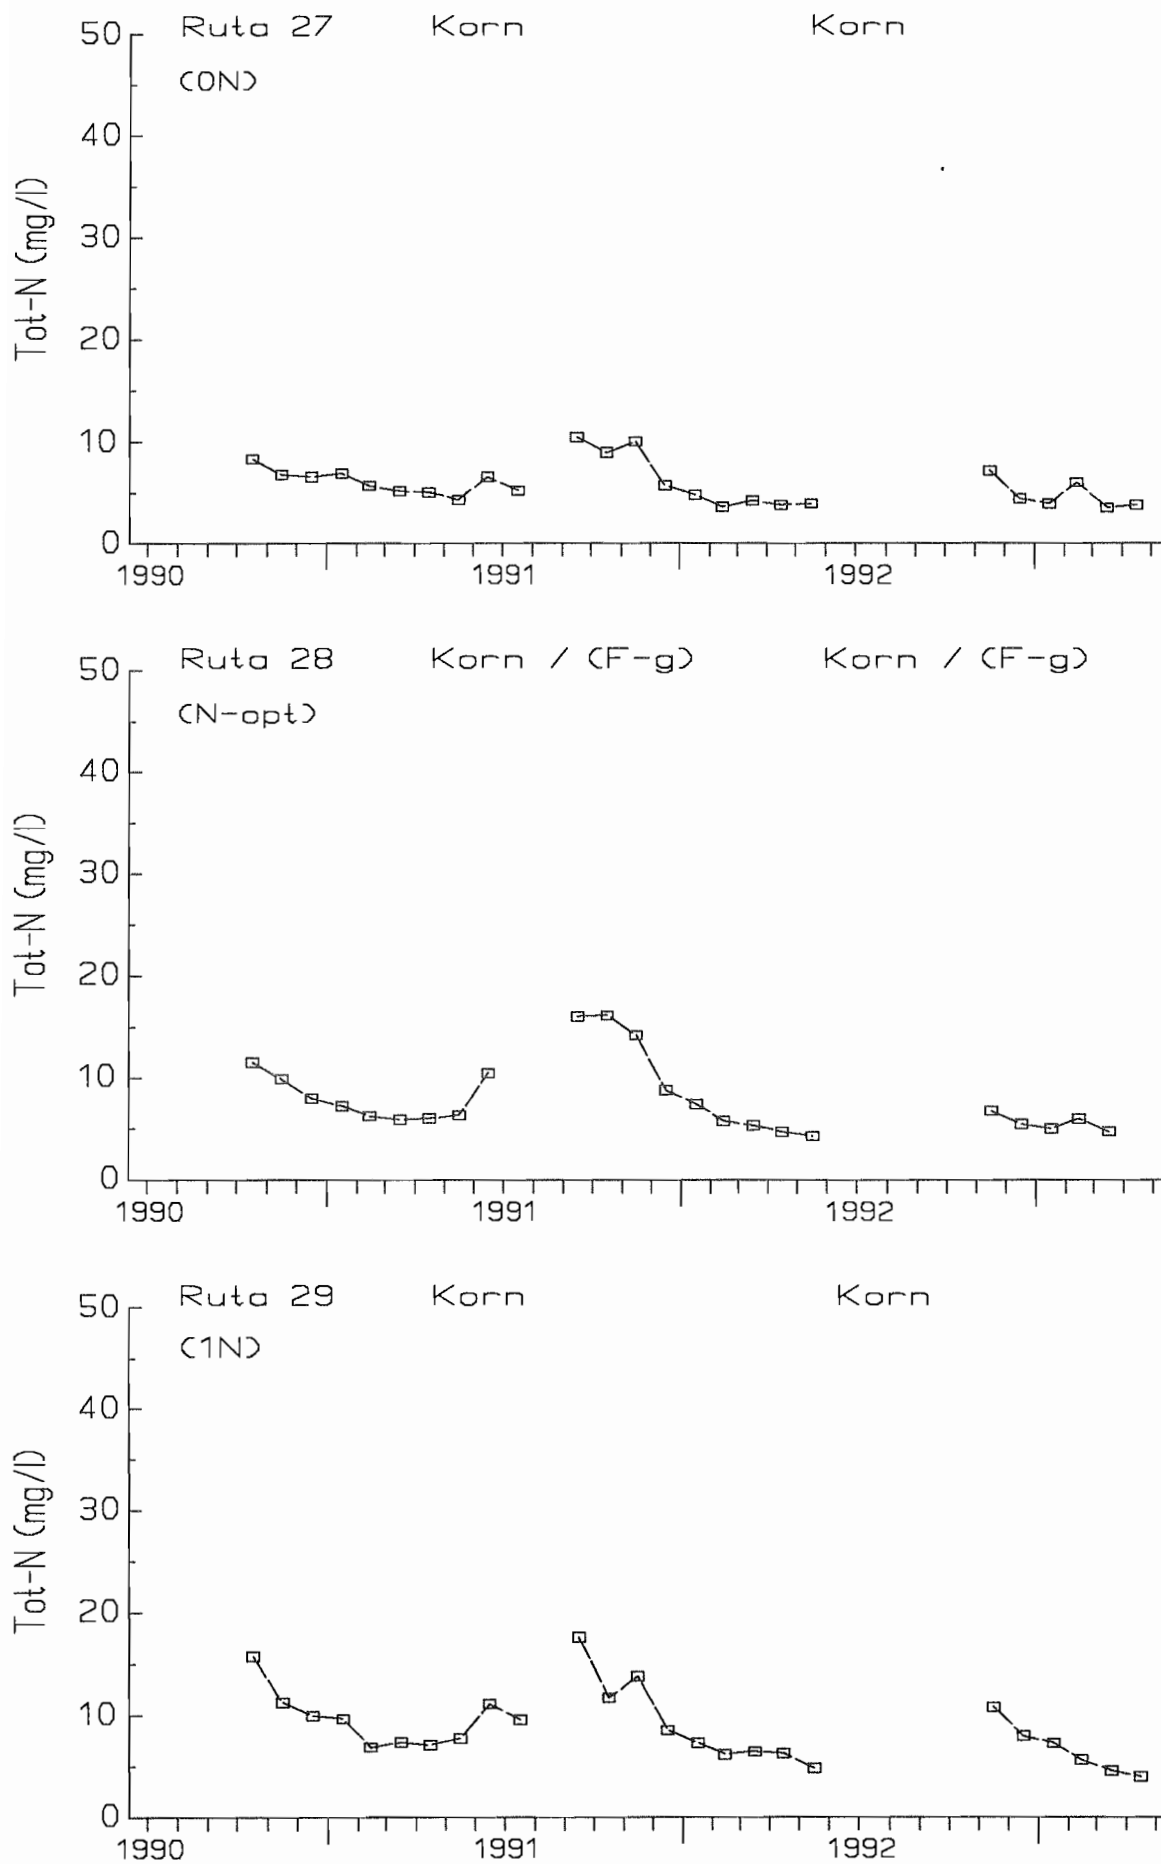 Ruta 27 Korn Korn
(0N)
Tot-N (mg/l)
50
40
30
20
10
0
1990 1991 1992
Ruta 28 Korn / (F-g) Korn / (F-g)
(N-opt)
Tot-N (mg/l)
50
40
30
20
10
0
1990 1991 1992
Ruta 29 Korn Korn
(1N)
Tot-N (mg/l)
50
40
30
20
10
0
1990 1991 1992